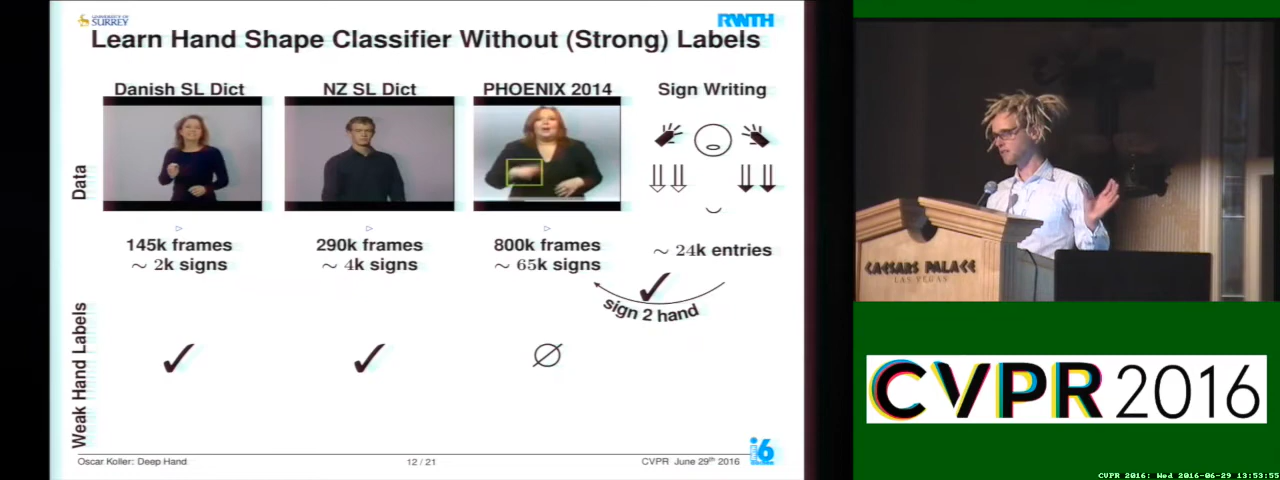 UNIVERSITY OF
SURREY
RWTH
Learn Hand Shape Classifier Without (Strong) Labels
Danish SL Dict
NZ SL Dict
PHOENIX 2014
Sign Writing
Data
145k frames
∼ 2k signs
290k frames
∼ 4k signs
800k frames
∼ 65k signs
∼ 24k entries
sign 2 hand
Weak Hand Labels
Oscar Koller: Deep Hand
12 / 21
CVPR June 29th 2016
i6
CAESARS PALACE
LAS VEGAS
CVPR 2016
CVPR 2016: Wed 2016-06-29 13:53:55